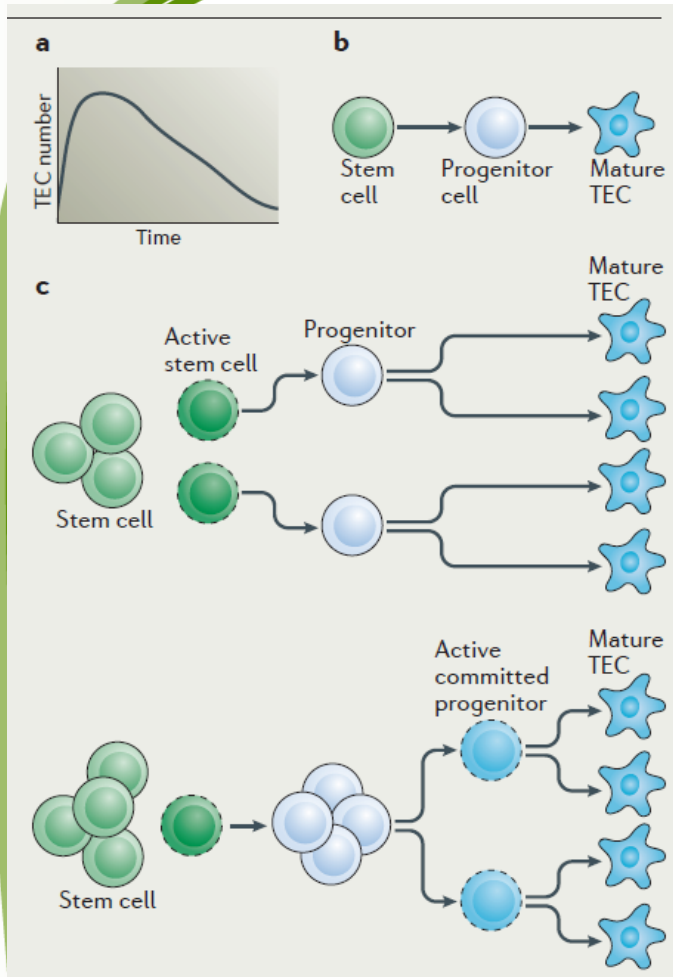 a
TEC number
Time
b
Stem
cell
Progenitor
cell
Mature
TEC
c
Active
stem cell
Progenitor
Mature
TEC
Stem cell
Active
committed
progenitor
Mature
TEC
Stem cell